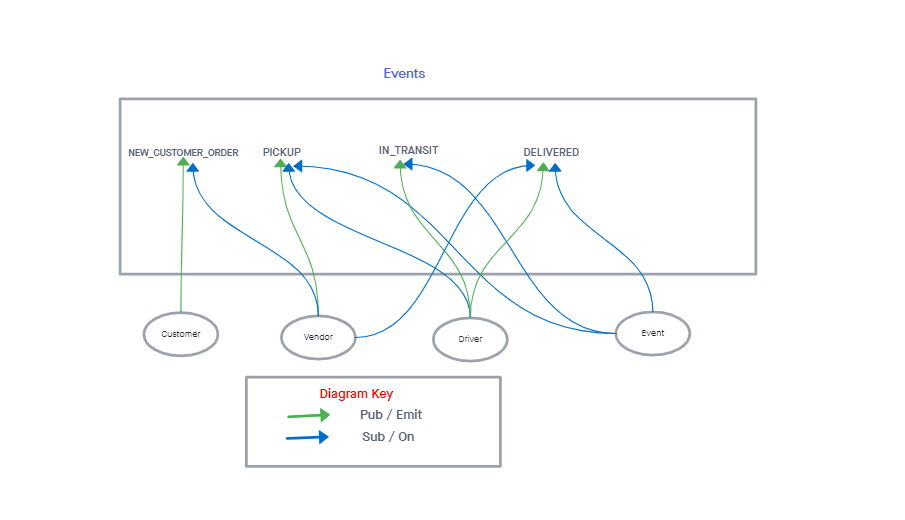 Events
NEW_CUSTOMER_ORDER PICKUP IN_TRANSIT DELIVERED
Customer Vendor Driver Event
Diagram Key
Pub / Emit
Sub / On